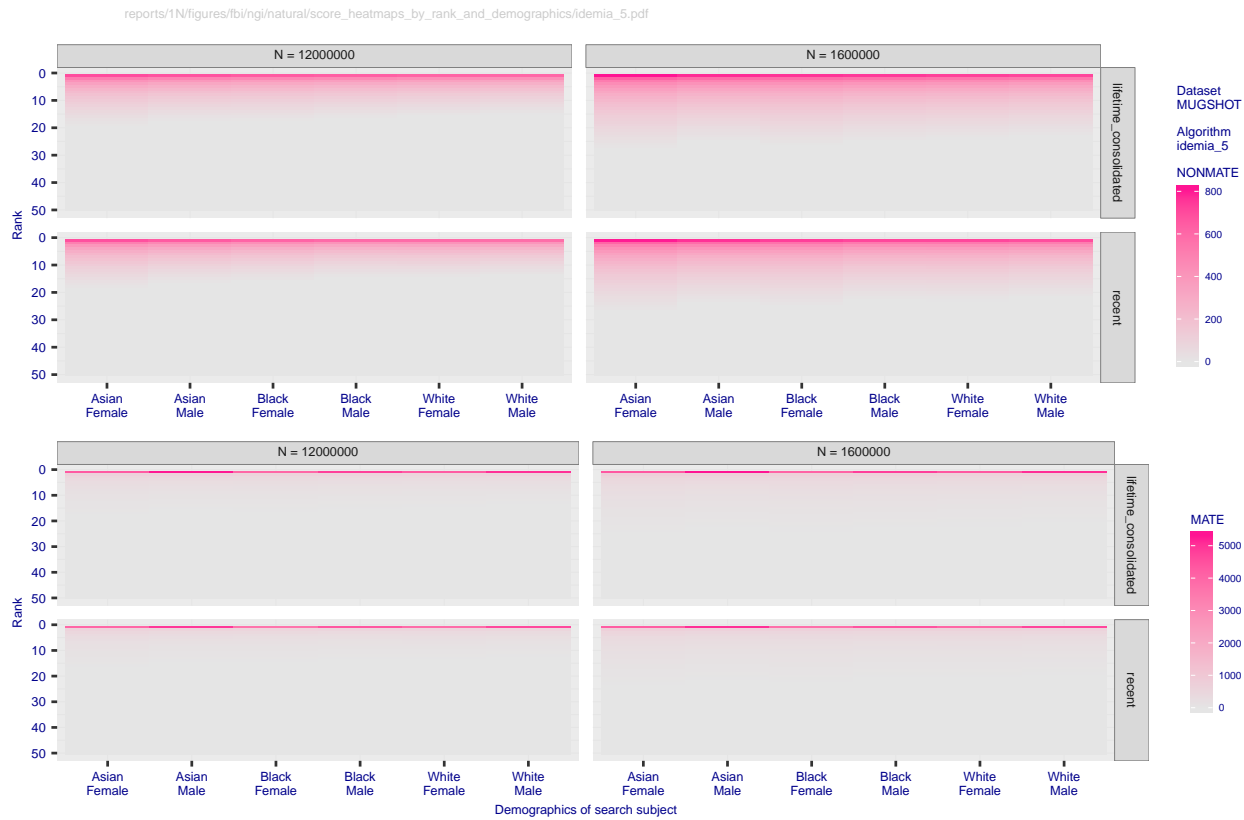 reports/1N/figures/fbi/ngi/natural/score_heatmaps_by_rank_and_demographics/idemia_5.pdf
N = 12000000
N = 1600000
0
10
20
30
40
50
lifetime_consolidated
0
10
20
30
40
50
recent
Rank
Asian
Female
Asian
Male
Black
Female
Black
Male
White
Female
White
Male
Asian
Female
Asian
Male
Black
Female
Black
Male
White
Female
White
Male
Dataset
MUGSHOT
Algorithm
idemia_5
NONMATE
800
600
400
200
0
N = 12000000
N = 1600000
0
10
20
30
40
50
lifetime_consolidated
0
10
20
30
40
50
recent
Rank
Asian
Female
Asian
Male
Black
Female
Black
Male
White
Female
White
Male
Asian
Female
Asian
Male
Black
Female
Black
Male
White
Female
White
Male
Demographics of search subject
MATE
5000
4000
3000
2000
1000
0